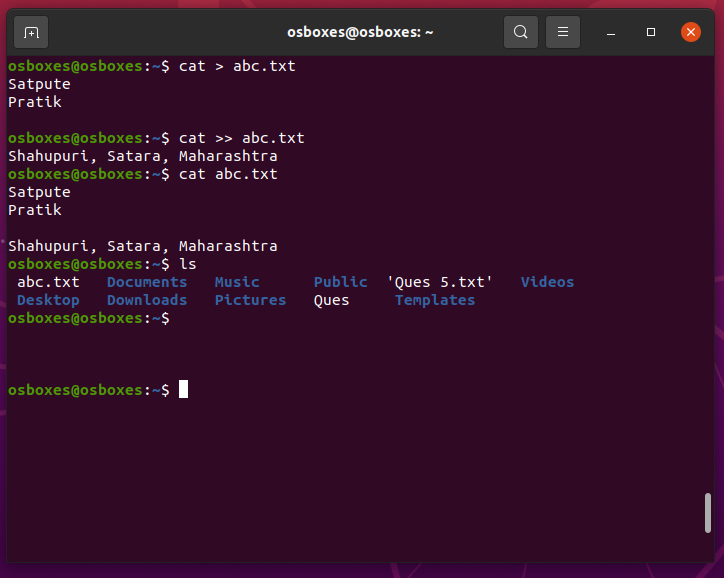 osboxes@osboxes: ~
osboxes@osboxes:~$ cat > abc.txt
Satpute
Pratik
osboxes@osboxes:~$ cat >> abc.txt
Shahupuri, Satara, Maharashtra
osboxes@osboxes:~$ cat abc.txt
Satpute
Pratik
Shahupuri, Satara, Maharashtra
osboxes@osboxes:~$ ls
abc.txt Documents Music Public 'Ques 5.txt' Videos
Desktop Downloads Pictures Ques Templates
osboxes@osboxes:~$
osboxes@osboxes:~$